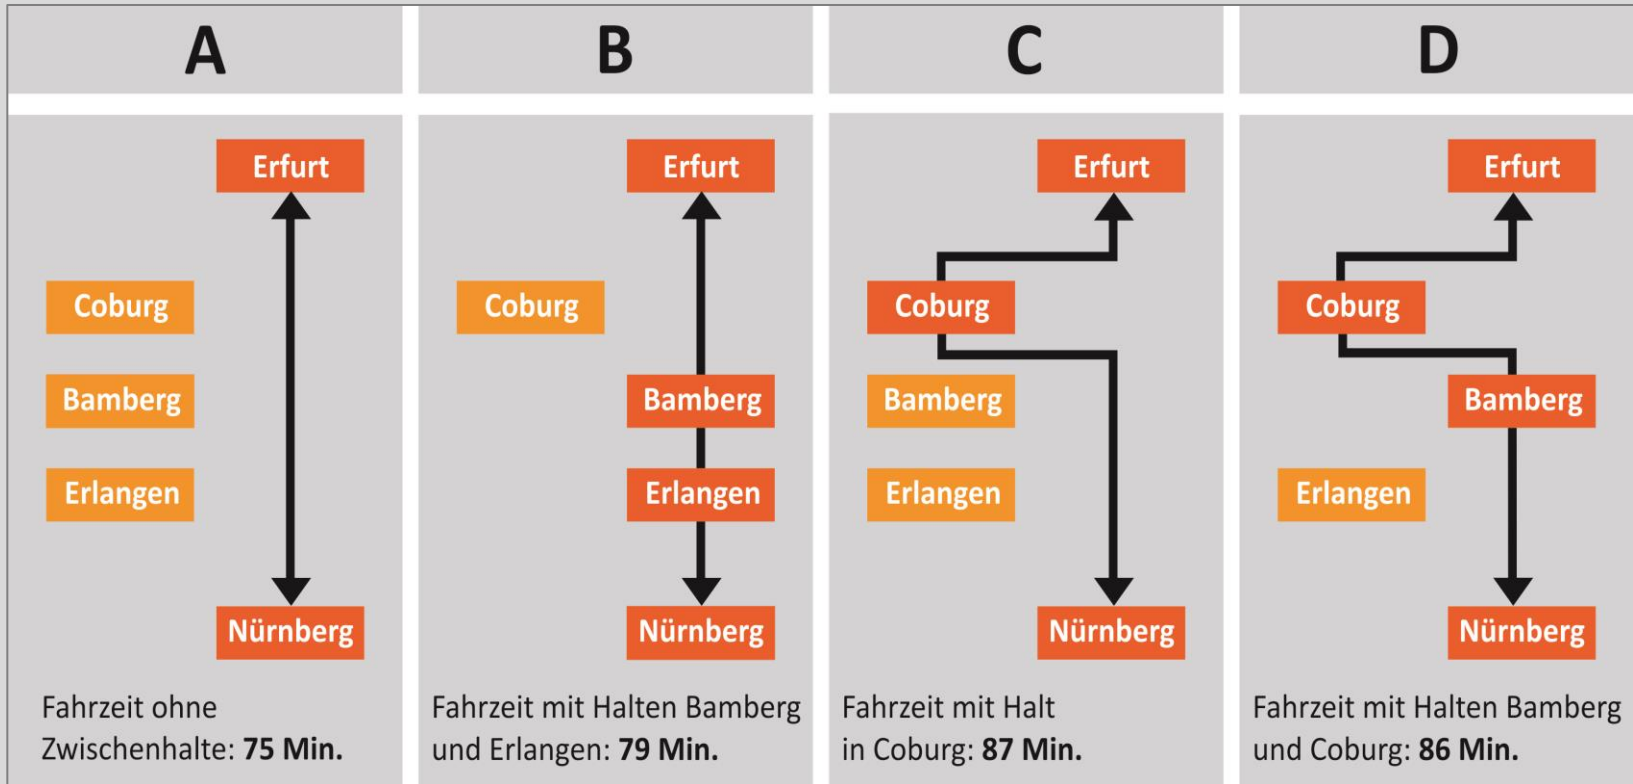 A
Erfurt
Coburg
Bamberg
Erlangen
Nürnberg
Fahrzeit ohne
Zwischenhalte: 75 Min.
B
Erfurt
Coburg
Bamberg
Erlangen
Nürnberg
Fahrzeit mit Halten Bamberg
und Erlangen: 79 Min.
C
Erfurt
Coburg
Bamberg
Erlangen
Nürnberg
Fahrzeit mit Halt
in Coburg: 87 Min.
D
Erfurt
Coburg
Bamberg
Erlangen
Nürnberg
Fahrzeit mit Halten Bamberg
und Coburg: 86 Min.